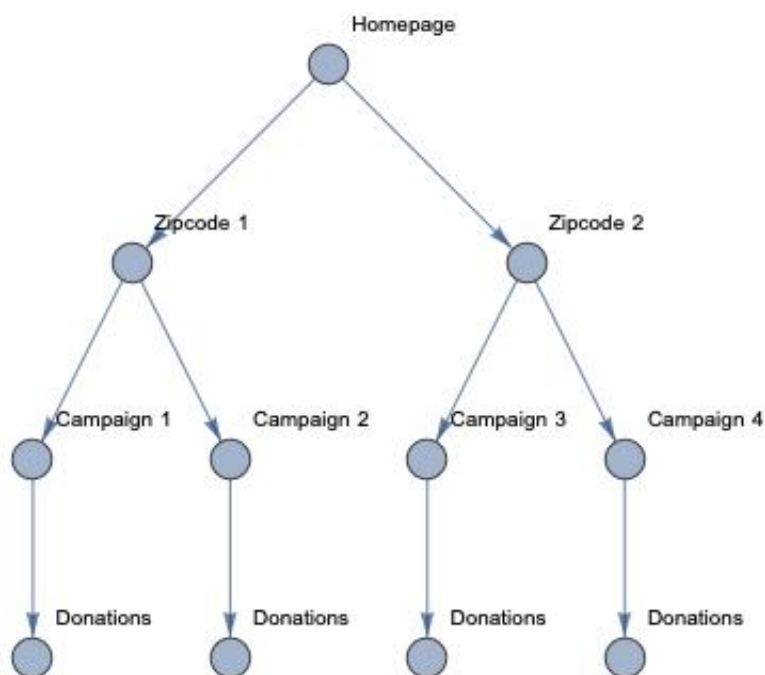 Homepage
Zipcode 1
Zipcode 2
Campaign 1
Campaign 2
Campaign 3
Campaign 4
Donations
Donations
Donations
Donations